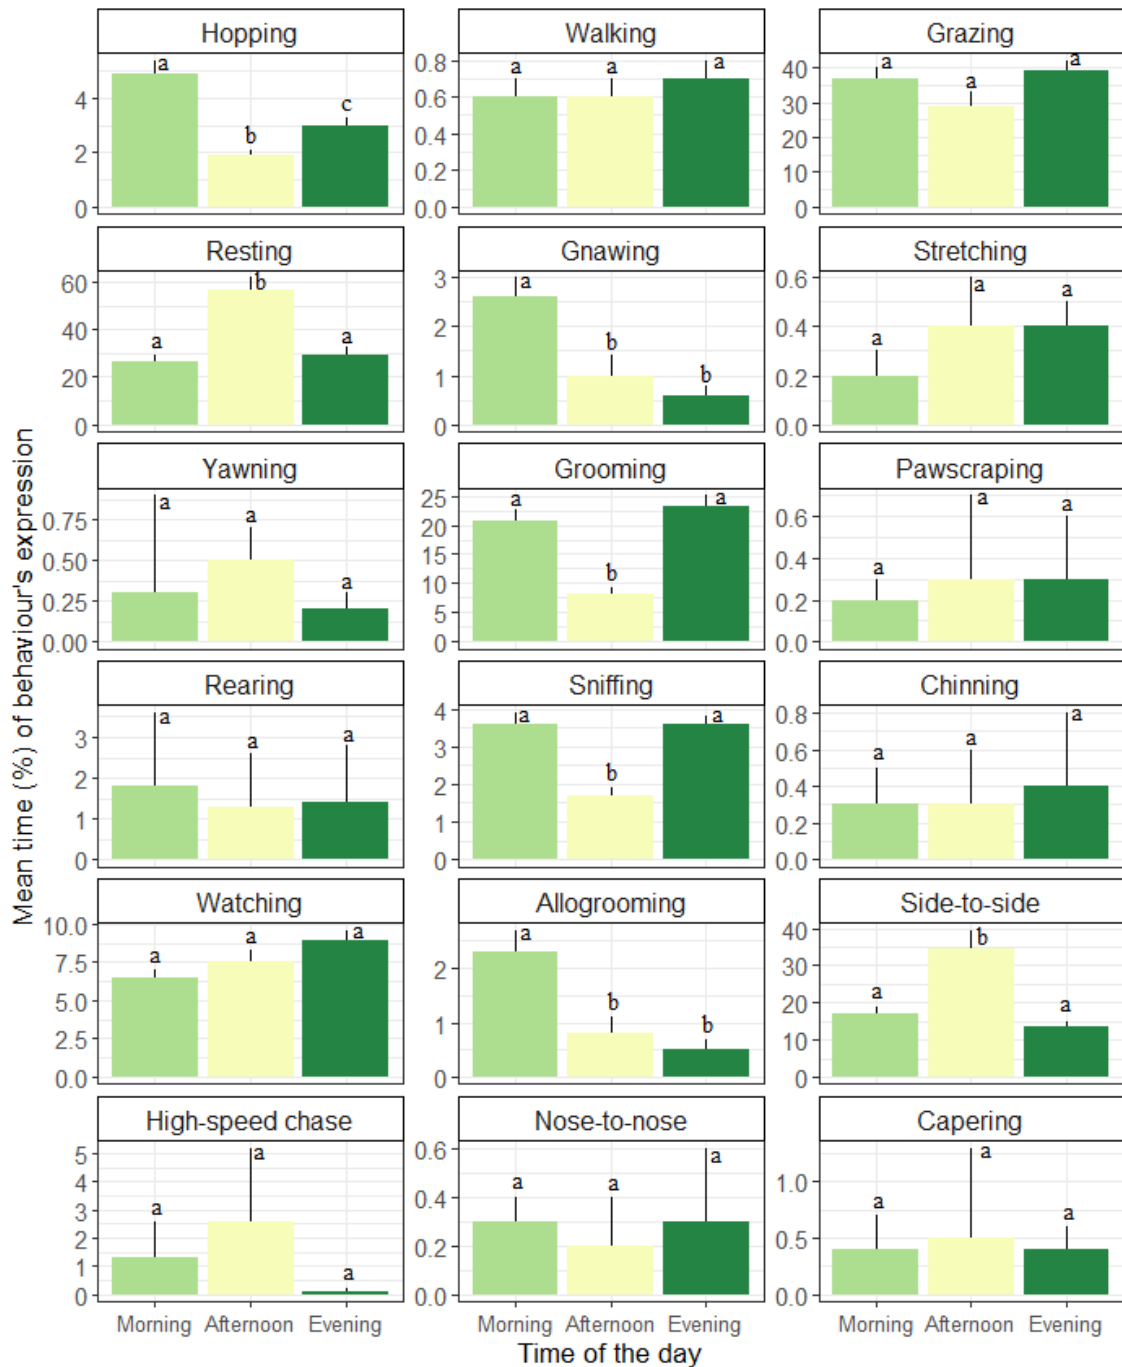 Hopping
Walking
Grazing
4
2
0
a
b
c
0.8
0.6
0.4
0.2
0.0
a
a
a
40
30
20
10
0
a
a
a
Resting
Gnawing
Stretching
60
40
20
0
a
b
a
3
2
1
0
a
b
b
0.6
0.4
0.2
0.0
a
a
a
Yawning
Grooming
Pawscraping
0.75
0.50
0.25
0.00
a
a
a
25
20
15
10
5
0
a
b
a
0.6
0.4
0.2
0.0
a
a
a
Rearing
Sniffing
Chinning
3
2
1
0
a
a
a
4
3
2
1
0
a
b
a
0.8
0.6
0.4
0.2
0.0
a
a
a
Watching
Allogrooming
Side-to-side
10.0
7.5
5.0
2.5
0.0
a
a
a
2
1
0
a
b
b
40
30
20
10
0
a
b
a
High-speed chase
Nose-to-nose
Capering
5
4
3
2
1
0
a
a
a
0.6
0.4
0.2
0.0
a
a
a
1.0
0.5
0.0
a
a
a
Morning Afternoon Evening
Morning Afternoon Evening
Morning Afternoon Evening
Time of the day
Mean time (%) of behaviour's expression